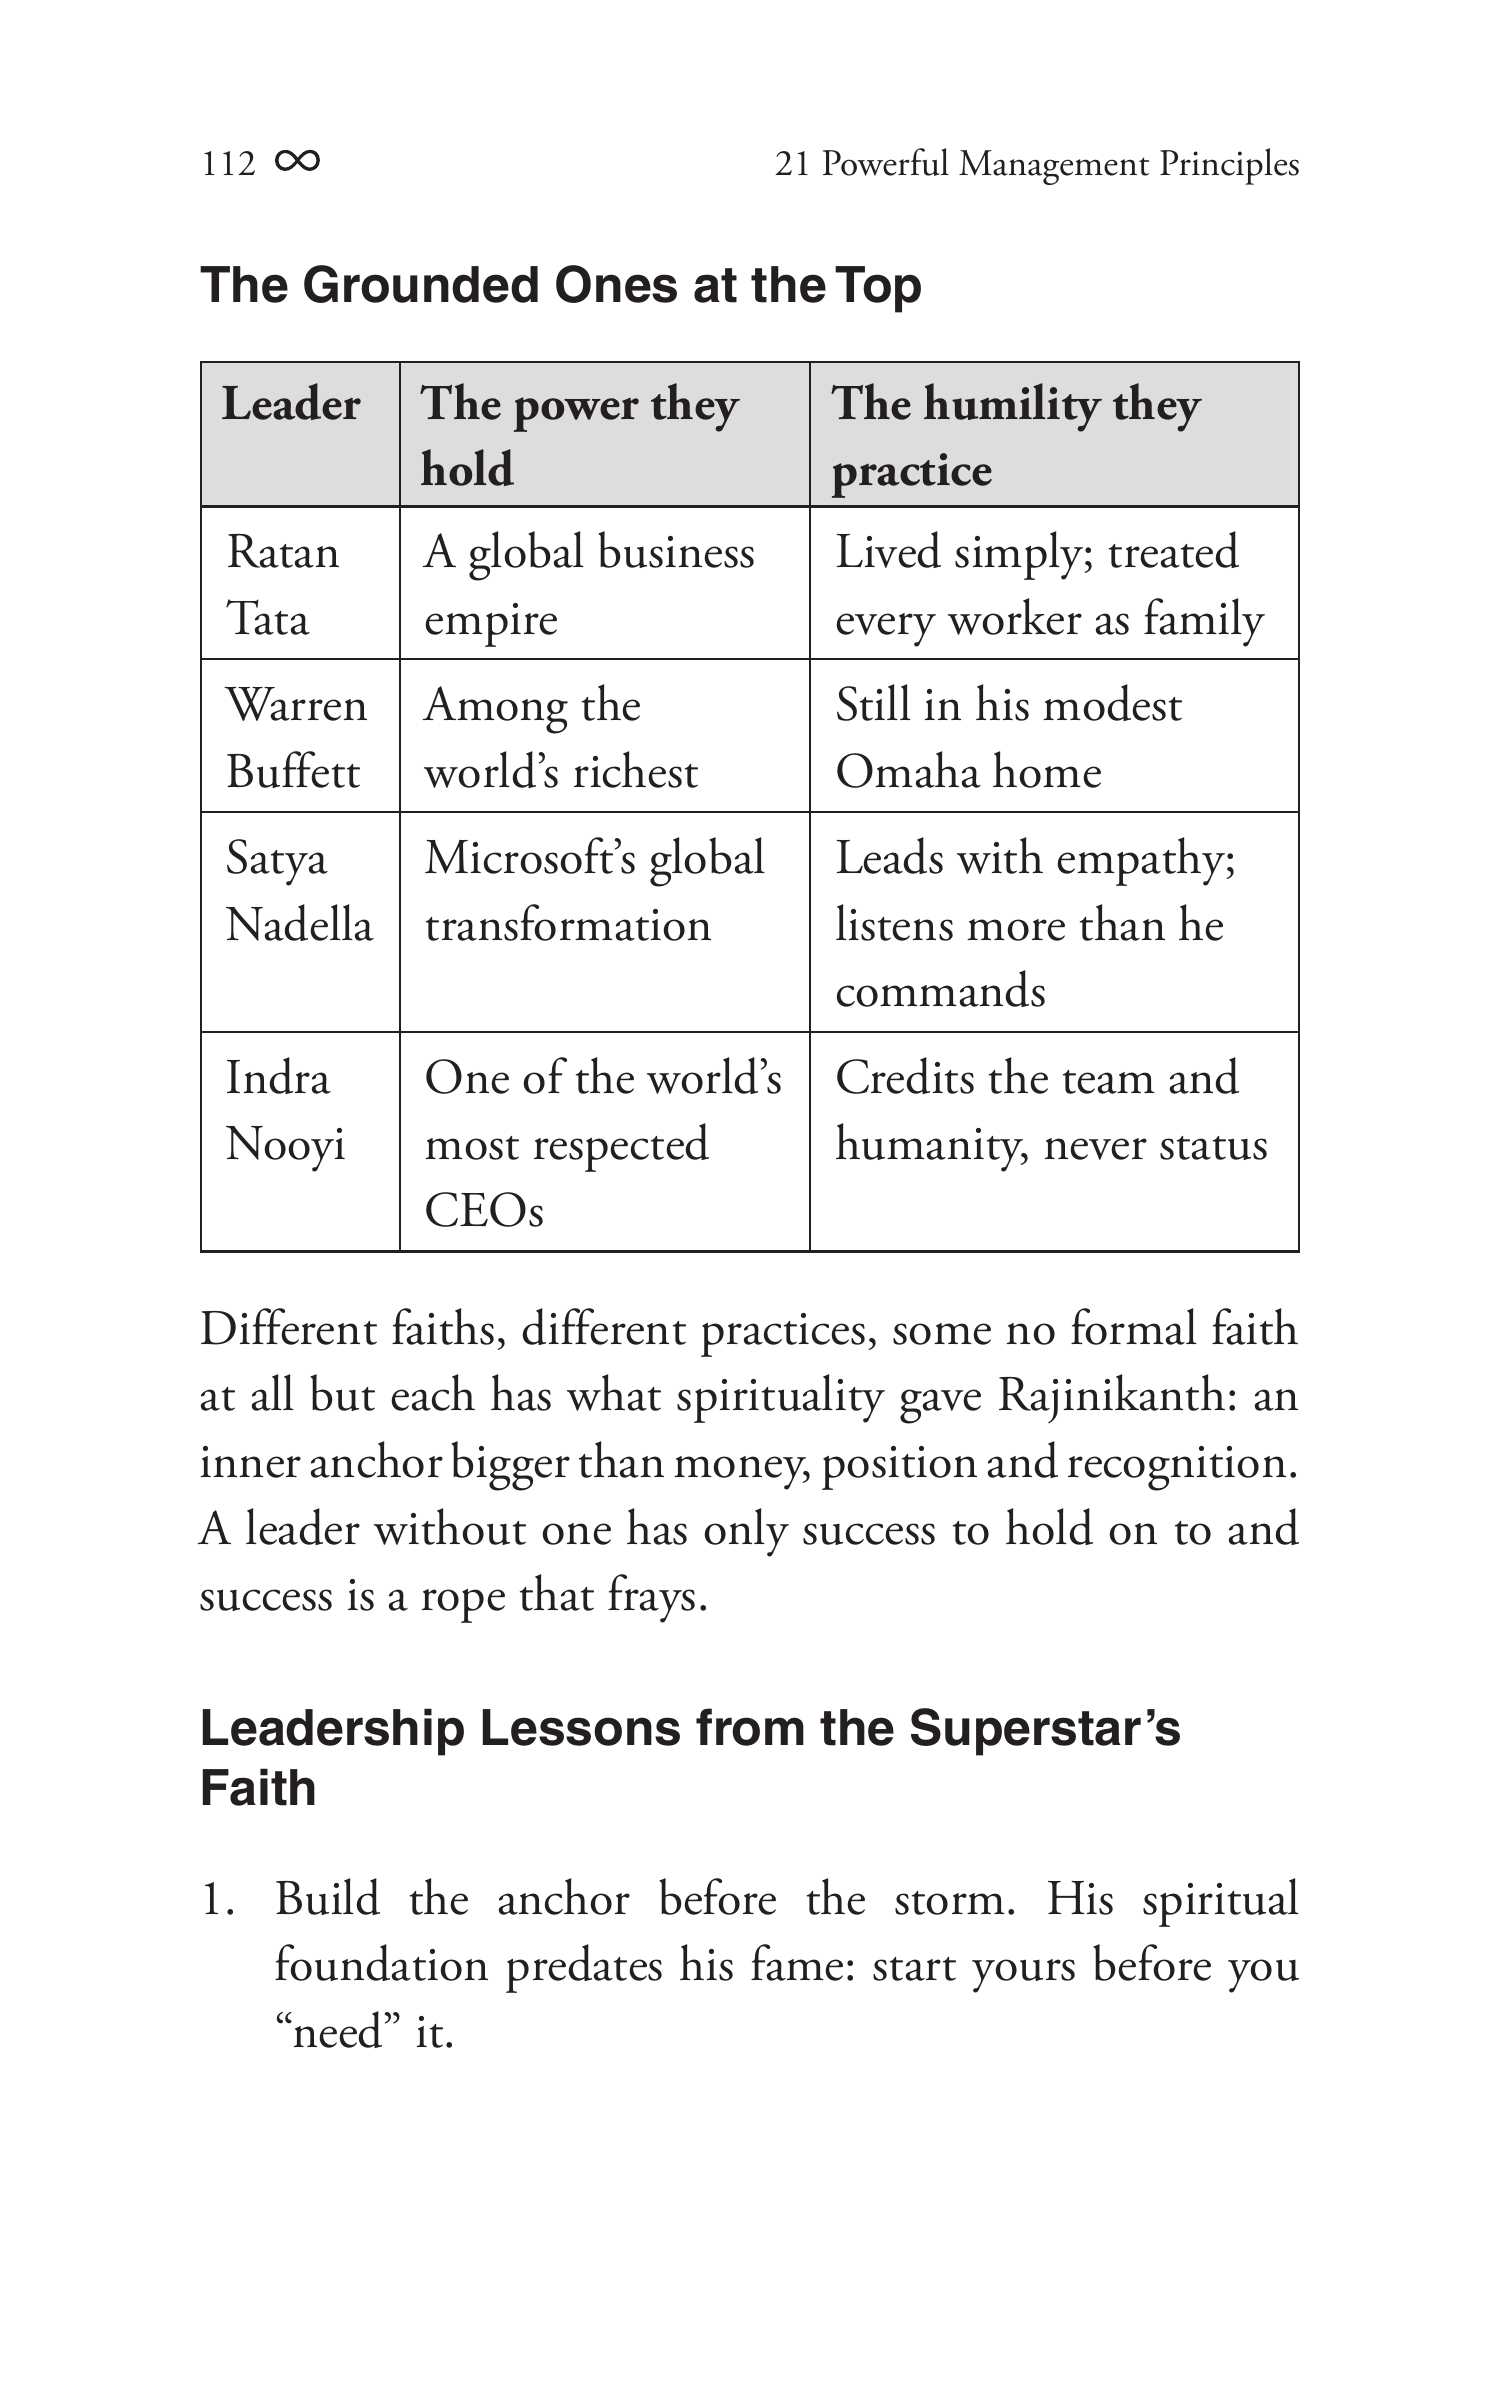 112 ∞ 21 Powerful Management Principles
The Grounded Ones at the Top
Leader The power they The humility they
hold practice
Ratan A global business Lived simply; treated
Tata empire every worker as family
Warren Among the Still in his modest
Buffett world’s richest Omaha home
Satya Microsoft’s global Leads with empathy;
Nadella transformation listens more than he
commands
Indra One of the world’s Credits the team and
Nooyi most respected humanity, never status
CEOs
Different faiths, different practices, some no formal faith
at all but each has what spirituality gave Rajinikanth: an
inner anchor bigger than money, position and recognition.
A leader without one has only success to hold on to and
success is a rope that frays.
Leadership Lessons from the Superstar’s
Faith
1. Build the anchor before the storm. His spiritual
foundation predates his fame: start yours before you
“need” it.